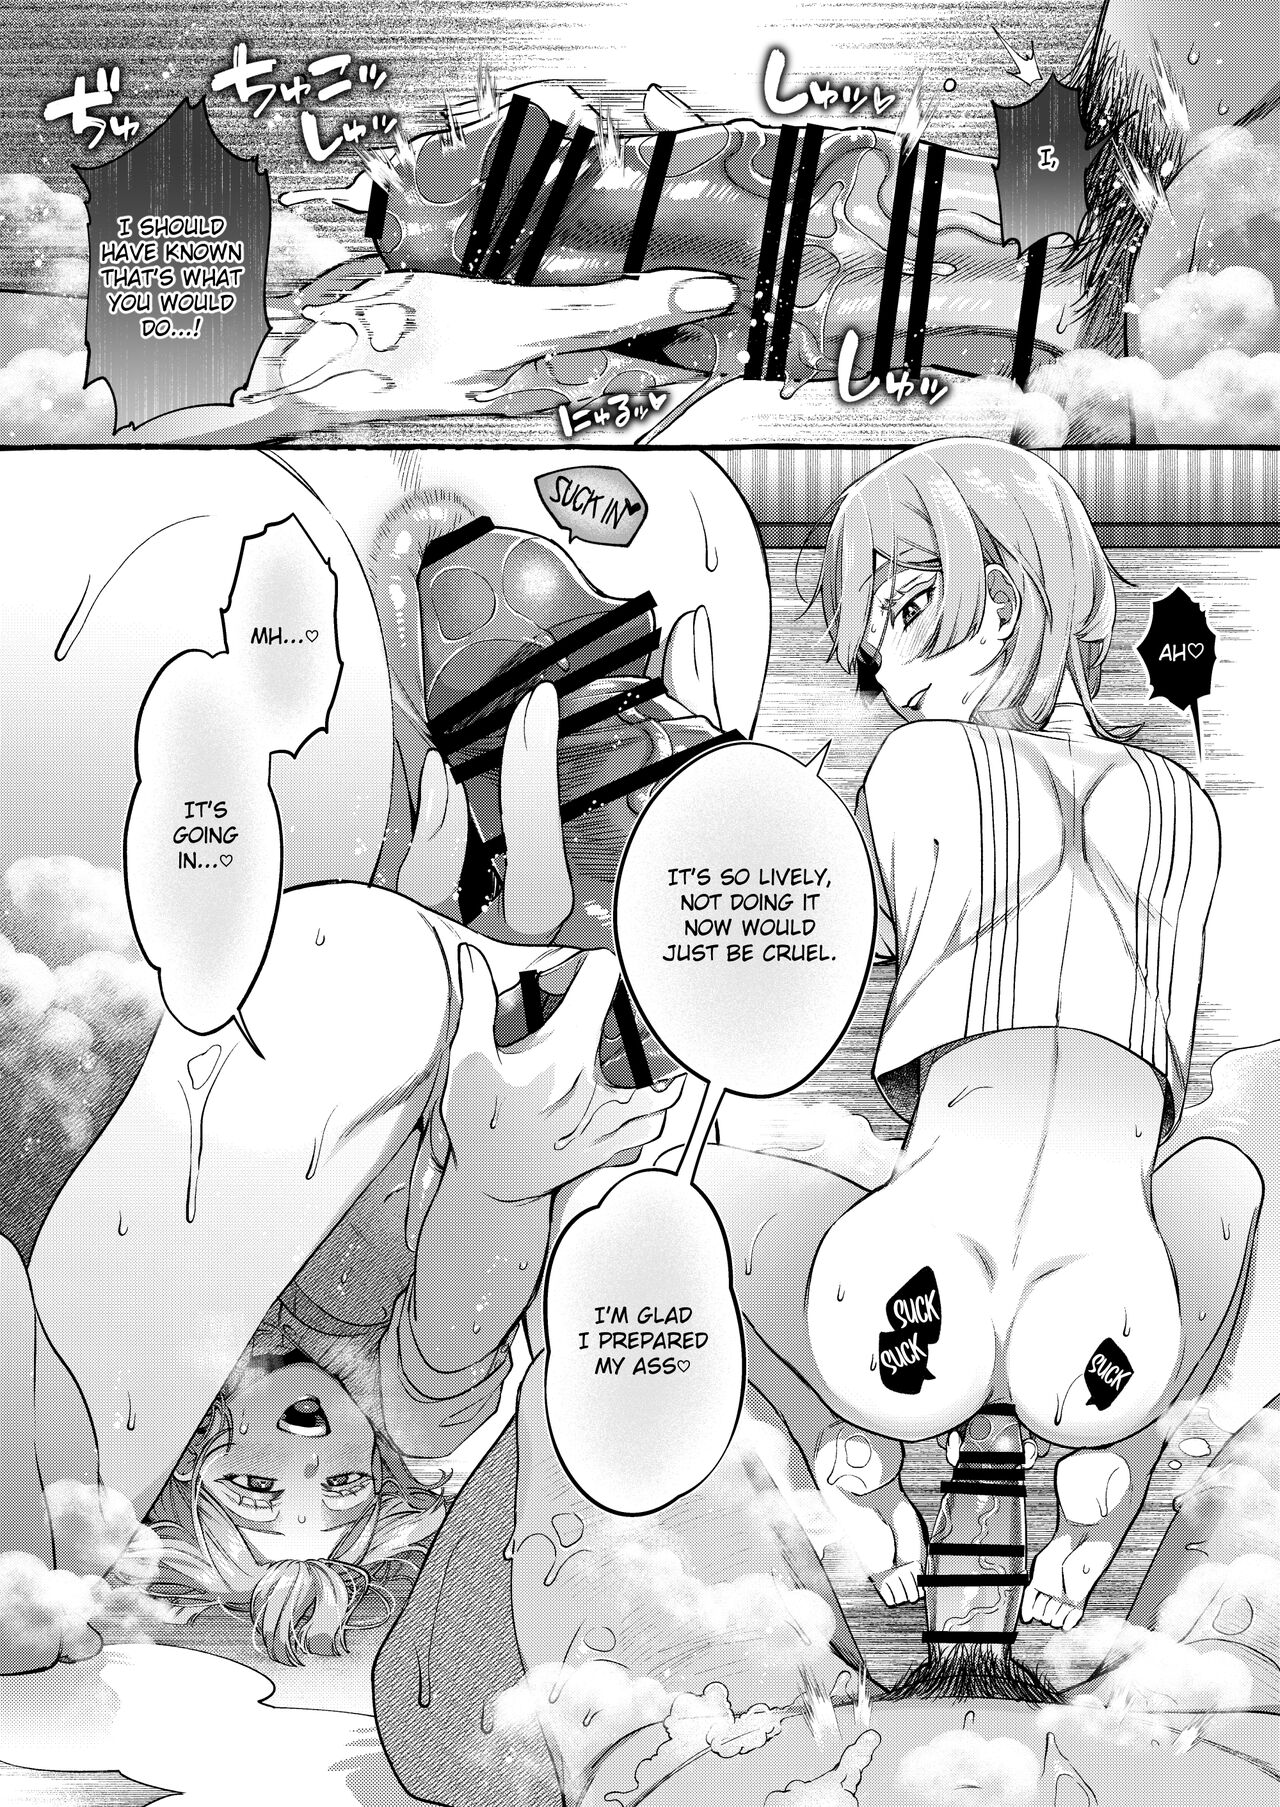 I,
しゅッ♡
ちゅこッ
しゅッ
ぢゅ
I SHOULD
HAVE KNOWN
THAT'S WHAT
YOU WOULD
DO...!
しゅッ
にゅるッ♡
AH♡
SUCK IN♥
MH...♡
IT'S
GOING
IN...♡
IT'S SO LIVELY,
NOT DOING IT
NOW WOULD
JUST BE CRUEL.
I'M GLAD
I PREPARED
MY ASS♡
SUCK
SUCK
SUCK